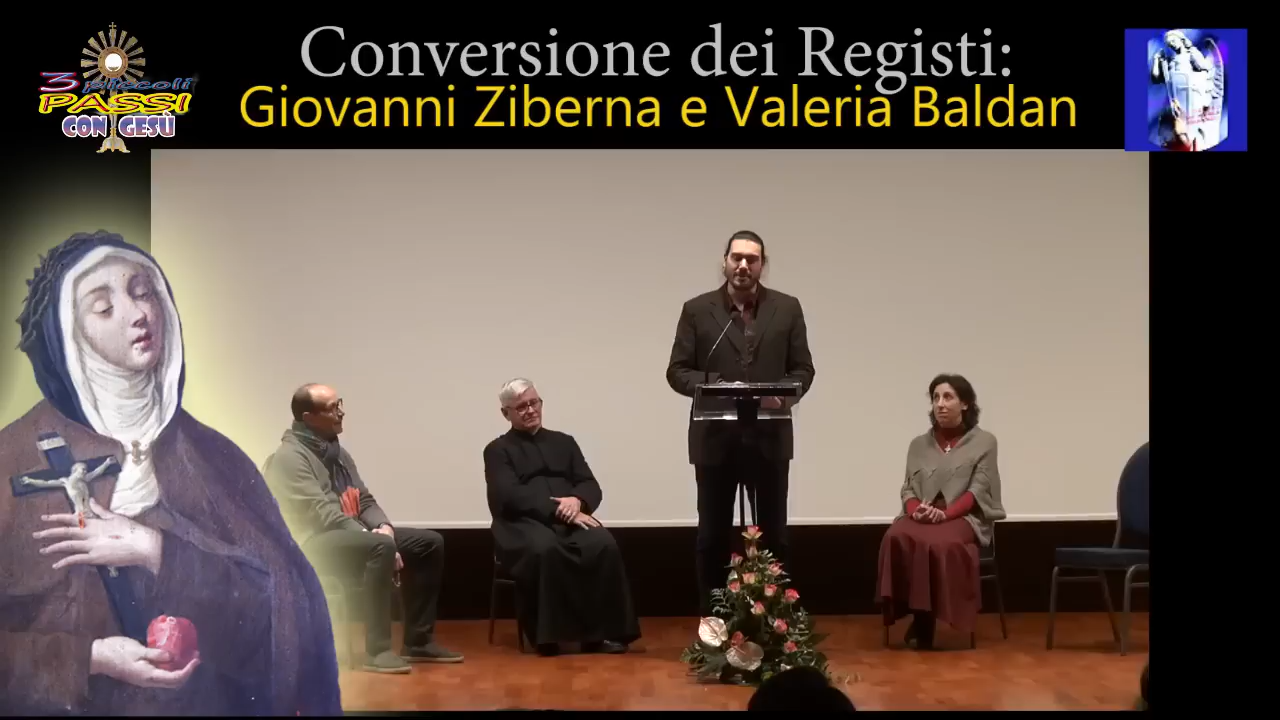 Conversione dei Registi:
Giovanni Ziberna e Valeria Baldan
3 piccoli
PASSI
CON GESÙ